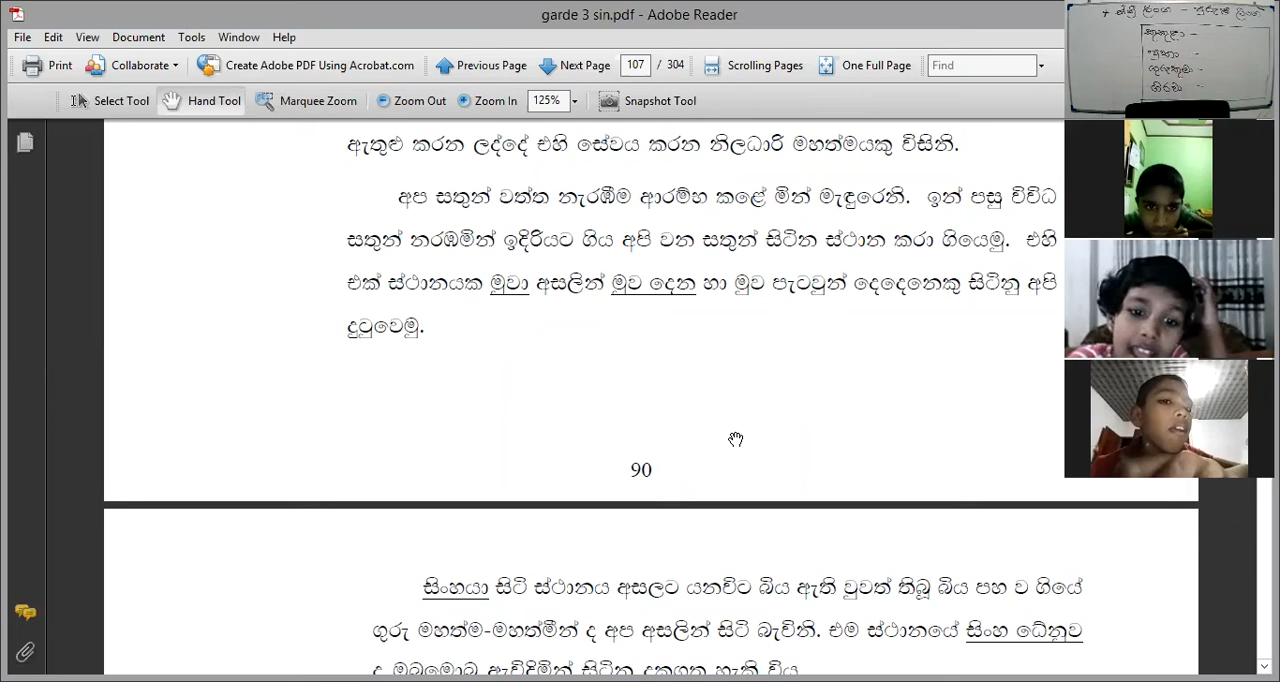 garde 3 sin.pdf - Adobe Reader
File Edit View Document Tools Window Help
Print Collaborate Create Adobe PDF Using Acrobat.com Previous Page Next Page 107 / 304 Scrolling Pages One Full Page Find
Select Tool Hand Tool Marquee Zoom Zoom Out Zoom In 125% Snapshot Tool
ඇතුළු කරන ලද්දේ එහි සේවය කරන නිලධාරි මහත්මයකු විසිනි.
අප සතුන් වත්ත නැරඹීම ආරම්භ කළේ මින් මැඳුරෙනි. ඉන් පසු විවිධ
සතුන් නරඹමින් ඉදිරියට ගිය අපි වන සතුන් සිටින ස්ථාන කරා ගියෙමු. එහි
එක් ස්ථානයක මුවා අසලින් මුව දෙන හා මුව පැටවුන් දෙදෙනෙකු සිටිනු අපි
දුටුවෙමු.
90
සිංහයා සිටි ස්ථානය අසලට යනවිට බිය ඇති වුවත් තිබූ බිය පහ ව ගියේ
ගුරු මහත්ම-මහත්මීන් ද අප අසලින් සිටි බැවිනි. එම ස්ථානයේ සිංහ ධේනුව
ද ඔබමොබ ඇවිදිමින් සිටිනු දැකගත හැකි විය
+ ස්ත්‍රී ලිංග - පුරුෂ ලිංග
කුකුළා -